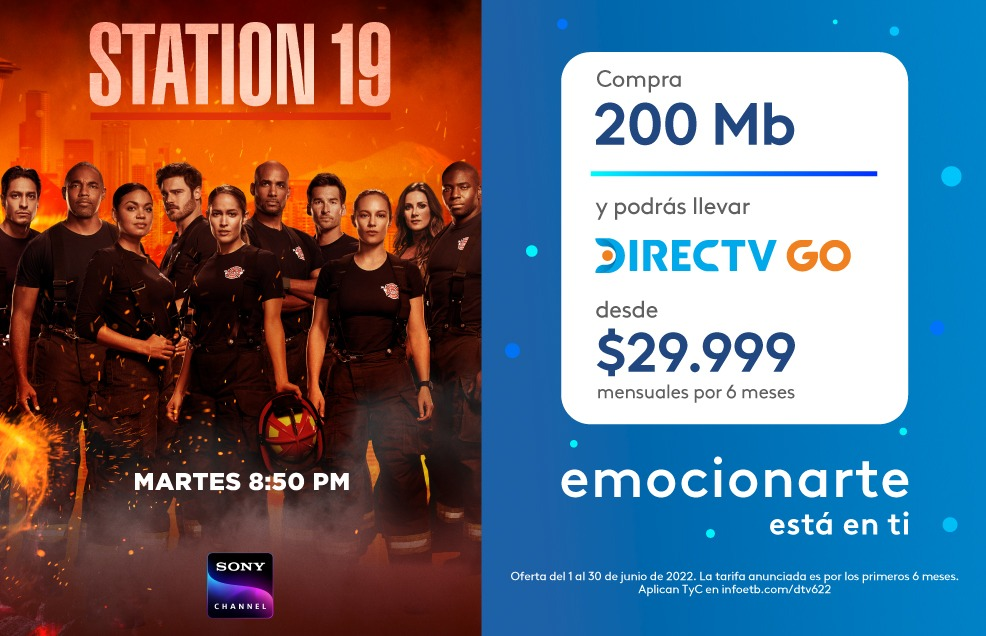 STATION 19
MARTES 8:50 PM
SONY
CHANNEL
Compra
200 Mb
y podrás llevar
DIRECTV GO
desde
$29.999
mensuales por 6 meses
emocionarte
está en ti
Oferta del 1 al 30 de junio de 2022. La tarifa anunciada es por los primeros 6 meses.
Aplican TyC en infoetb.com/dtv622